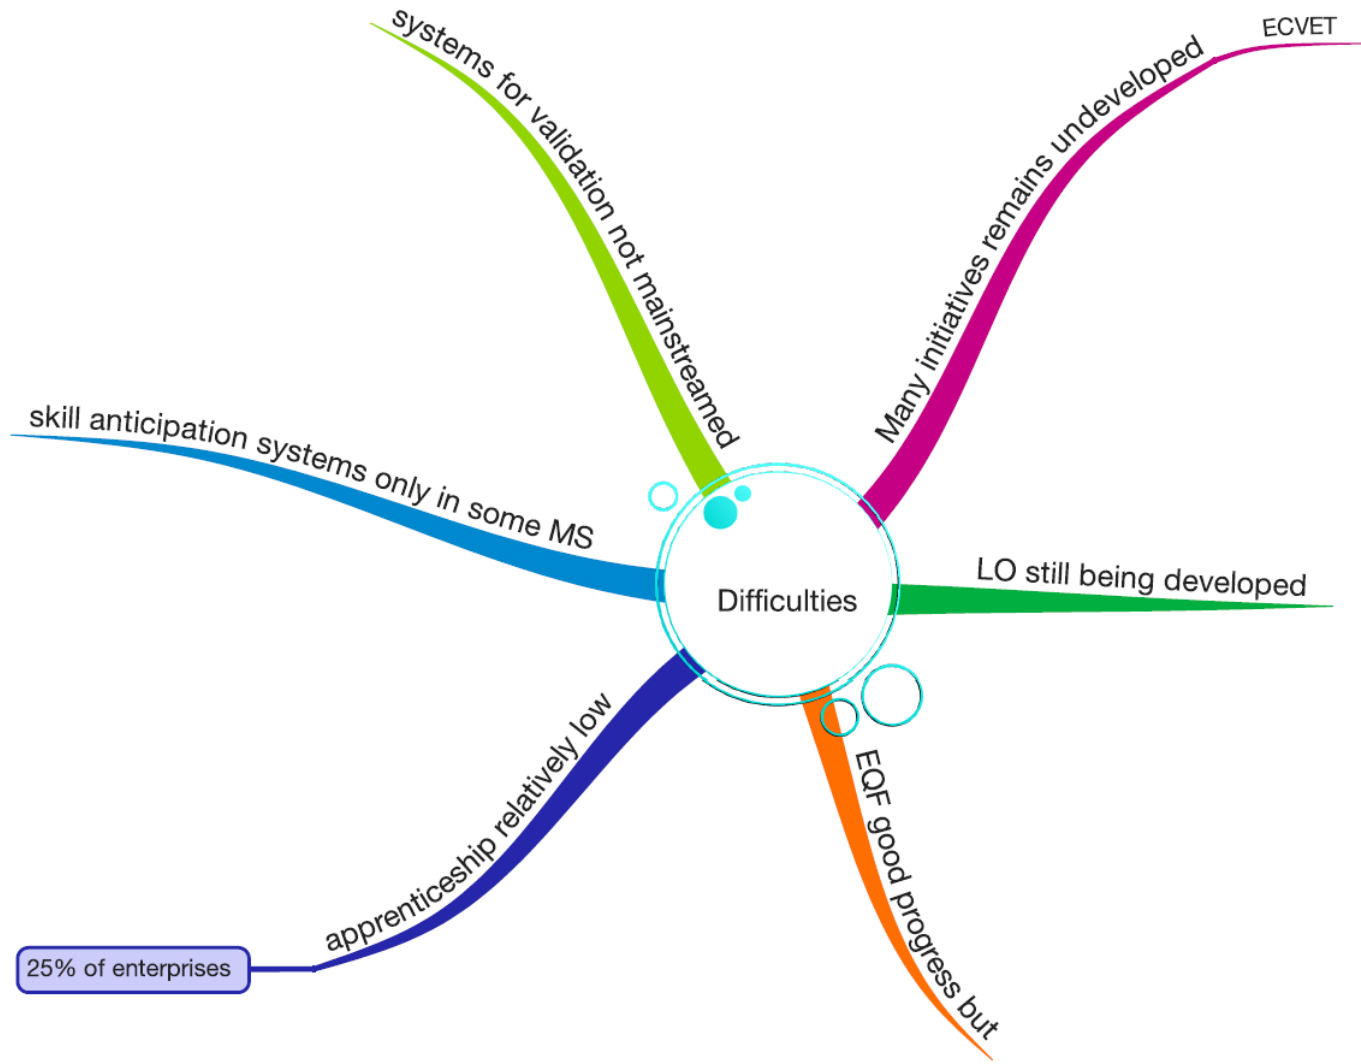 systems for validation not mainstreamed
ECVET
Many initiatives remains undeveloped
skill anticipation systems only in some MS
Difficulties
LO still being developed
apprenticeship relatively low
25% of enterprises
EQF good progress but